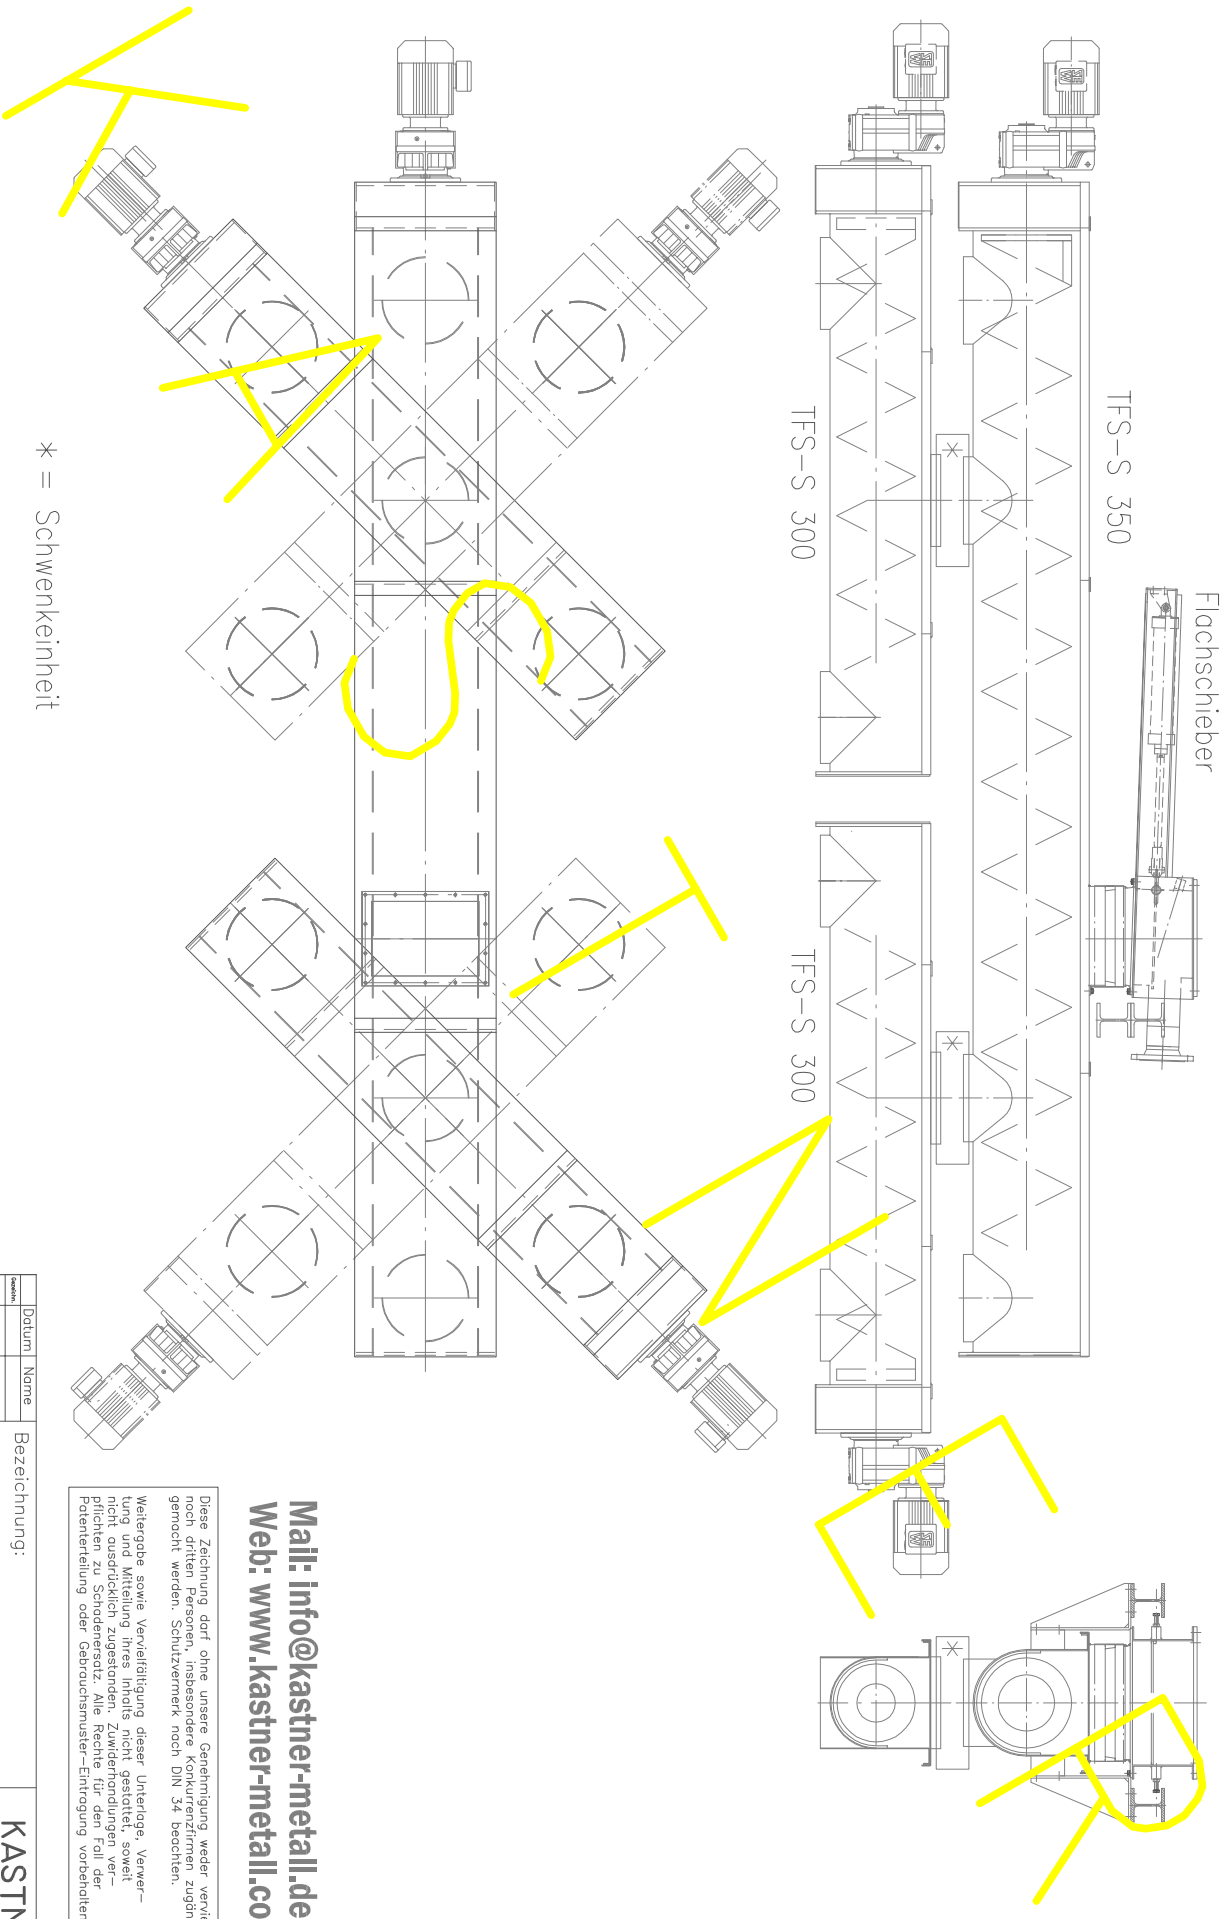 Flachschieber
TFS-S 350
TFS-S 300
TFS-S 300
*
*
*
* = Schwenkeinheit
KASTNER
Mail: info@kastner-metall.de
Web: www.kastner-metall.co
Diese Zeichnung darf ohne unsere Genehmigung weder vervie
noch dritten Personen, insbesondere Konkurrenzfirmen zugän
gemacht werden. Schutzvermerk nach DIN 34 beachten.
Weitergabe sowie Vervielfältigung dieser Unterlage, Verwer-
tung und Mitteilung ihres Inhalts nicht gestattet, soweit
nicht ausdrücklich zugestanden. Zuwiderhandlungen ver-
pflichten zu Schadenersatz. Alle Rechte für den Fall der
Patenterteilung oder Gebrauchsmuster-Eintragung vorbehalten
Datum Name
Gezeichn.
Bezeichnung:
KASTN